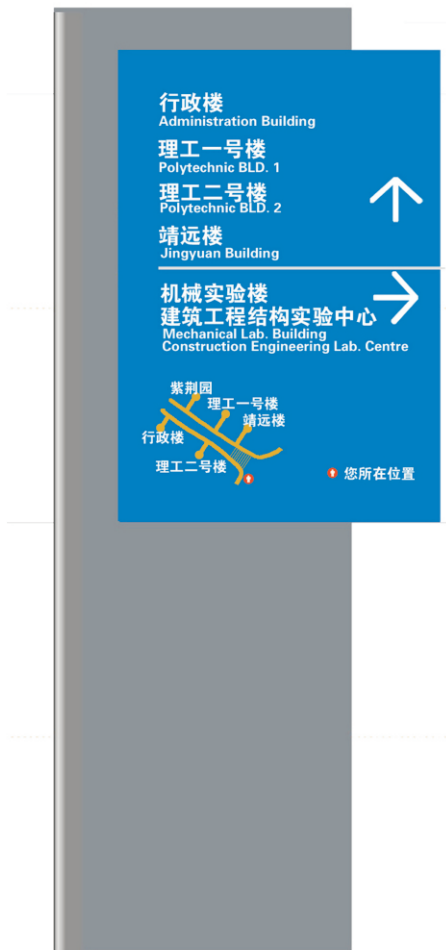 行政楼
Administration Building
理工一号楼
Polytechnic BLD. 1
理工二号楼
Polytechnic BLD. 2
靖远楼
Jingyuan Building
机械实验楼
建筑工程结构实验中心
Mechanical Lab. Building
Construction Engineering Lab. Centre
紫荆园
理工一号楼
靖远楼
行政楼
理工二号楼
您所在位置